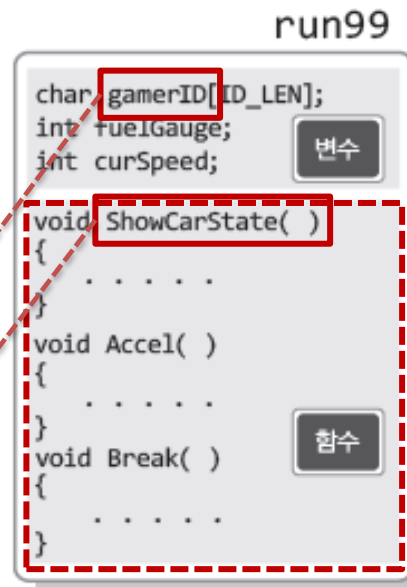 run99
char gamerID[ID_LEN];
int fuelGauge;
int curSpeed;
변수
void ShowCarState( )
{
. . . . .
}
void Accel( )
{
. . . . .
}
함수
void Break( )
{
. . . . .
}